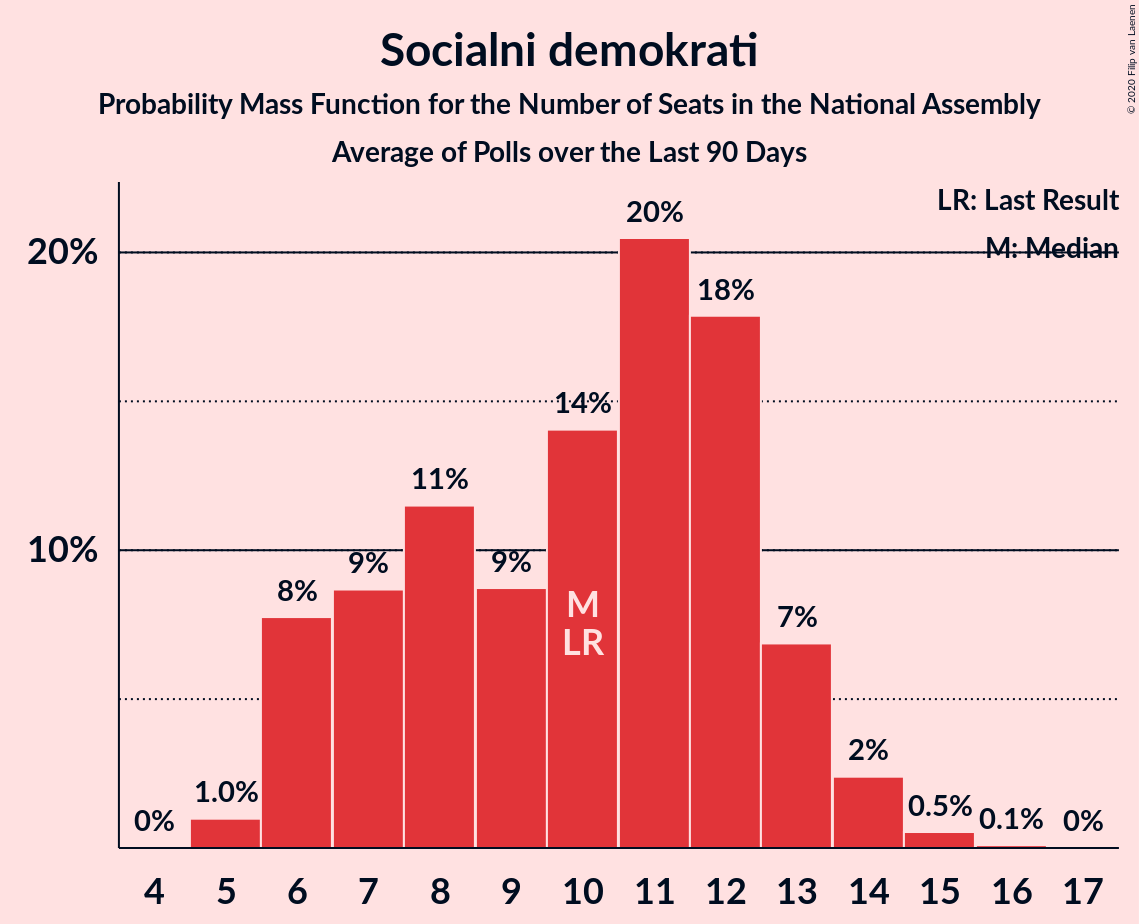 Socialni demokrati
Probability Mass Function for the Number of Seats in the National Assembly
Average of Polls over the Last 90 Days
© 2020 Filip van Laenen
LR: Last Result
M: Median
20%
10%
0%
1.0%
8%
9%
11%
9%
14%
20%
18%
7%
2%
0.5%
0.1%
0%
M
LR
4 5 6 7 8 9 10 11 12 13 14 15 16 17